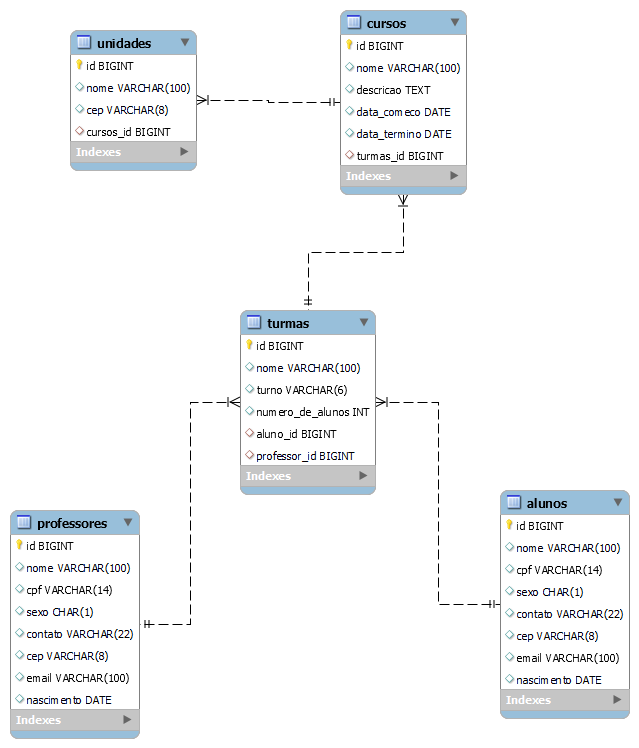 unidades
id BIGINT
nome VARCHAR(100)
cep VARCHAR(8)
cursos_id BIGINT
Indexes
cursos
id BIGINT
nome VARCHAR(100)
descricao TEXT
data_comeco DATE
data_termino DATE
turmas_id BIGINT
Indexes
turmas
id BIGINT
nome VARCHAR(100)
turno VARCHAR(6)
numero_de_alunos INT
aluno_id BIGINT
professor_id BIGINT
Indexes
professores
id BIGINT
nome VARCHAR(100)
cpf VARCHAR(14)
sexo CHAR(1)
contato VARCHAR(22)
cep VARCHAR(8)
email VARCHAR(100)
nascimento DATE
Indexes
alunos
id BIGINT
nome VARCHAR(100)
cpf VARCHAR(14)
sexo CHAR(1)
contato VARCHAR(22)
cep VARCHAR(8)
email VARCHAR(100)
nascimento DATE
Indexes